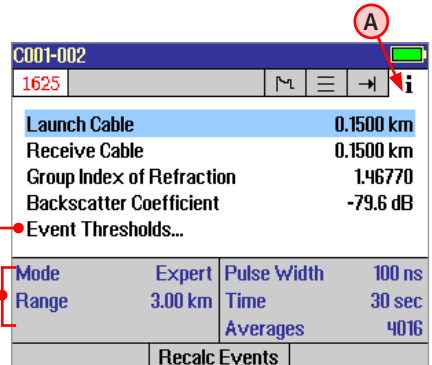 A
C001-002
1625 i
Launch Cable 0.1500 km
Receive Cable 0.1500 km
Group Index of Refraction 1.46770
Backscatter Coefficient -79.6 dB
Event Thresholds...
Mode Expert Pulse Width 100 ns
Range 3.00 km Time 30 sec
Averages 4016
Recalc Events